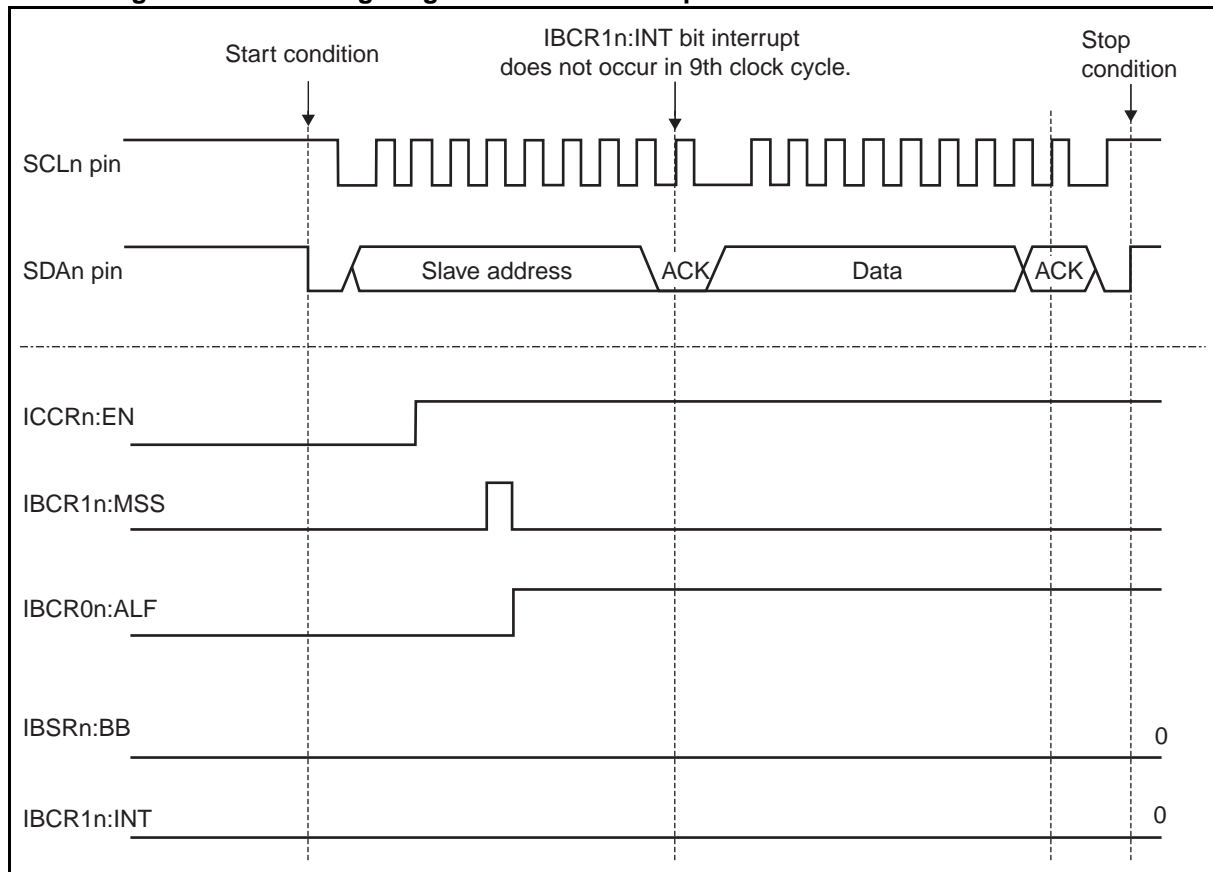 Start condition
IBCR1n:INT bit interrupt
does not occur in 9th clock cycle.
Stop
condition
SCLn pin
SDAn pin
Slave address
ACK
Data
ACK
ICCRn:EN
IBCR1n:MSS
IBCR0n:ALF
IBSRn:BB
0
IBCR1n:INT
0